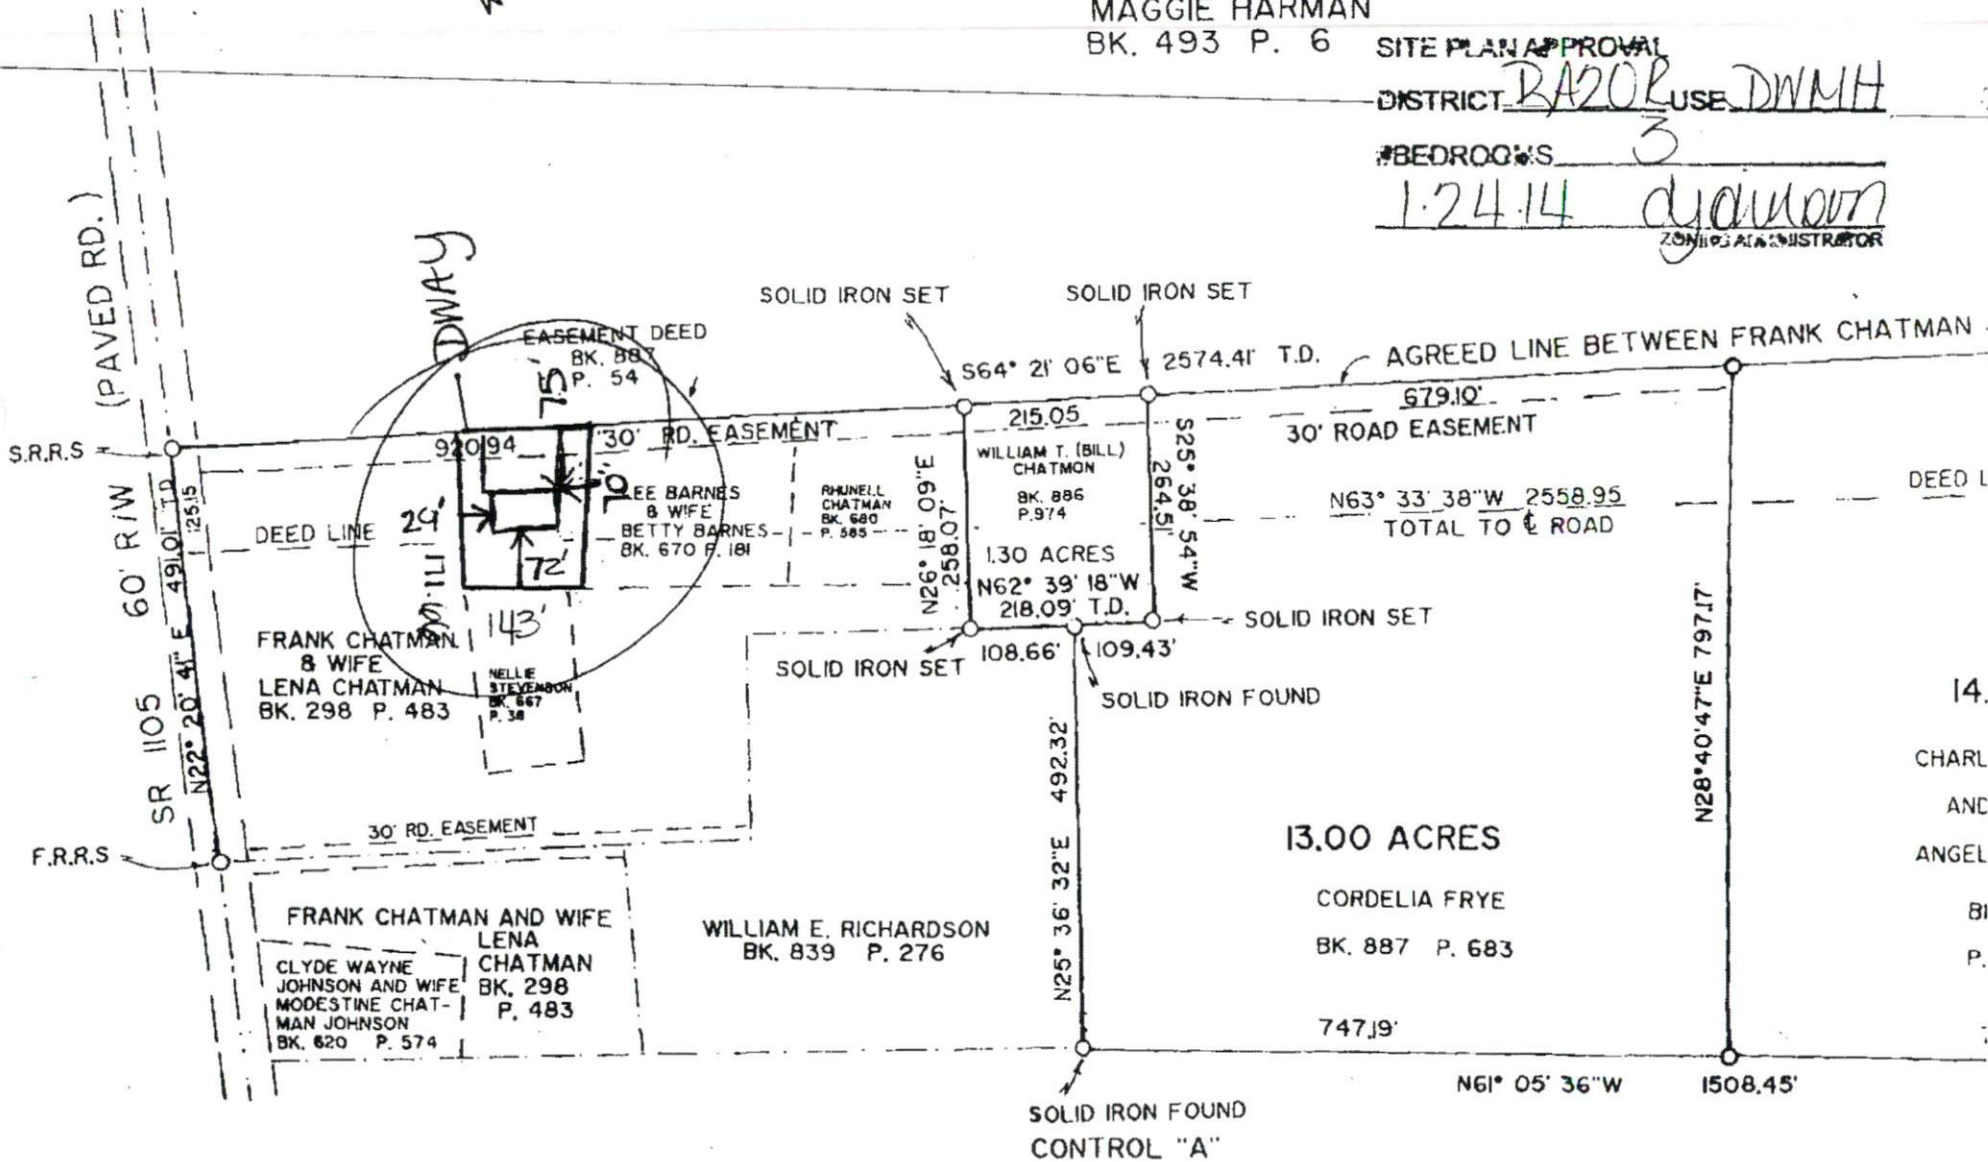 MAGGIE HARMAN
BK. 493 P. 6
SITE PLAN APPROVAL
DISTRICT RA20R USE DWMH
#BEDROOMS 3
1.24.14
ZONING ADMINISTRATOR
(PAVED RD.)
60' R/W
SR 1105
DWAY
EASEMENT DEED
BK. 887
P. 54
75'
SOLID IRON SET
SOLID IRON SET
S64° 21' 06"E 2574.41' T.D.
AGREED LINE BETWEEN FRANK CHATMAN
679.10'
30' ROAD EASEMENT
S.R.R.S
920.94
30' RD. EASEMENT
215.05
WILLIAM T. (BILL)
CHATMON
BK. 886
P.974
1.30 ACRES
N62° 39' 18"W
218.09' T.D.
N26° 18' 09"E
258.07'
S25° 38' 54"W
264.51'
N63° 33' 38"W 2558.95
TOTAL TO ℄ ROAD
DEED L
N22° 20' 41" E 491.01' T.D.
125.15
DEED LINE
29'
70'
72'
143'
LEE BARNES
& WIFE
BETTY BARNES
BK. 670 P. 181
RHUNELL
CHATMAN
BK. 680
P. 585
FRANK CHATMAN
& WIFE
LENA CHATMAN
BK. 298 P. 483
NELLIE
STEVENSON
BK. 667
P. 38
SOLID IRON SET
108.66'
109.43'
SOLID IRON SET
SOLID IRON FOUND
N28°40'47"E 797.17'
14.
CHARL
AND
ANGEL
P.
30' RD. EASEMENT
F.R.R.S
N25° 36' 32"E 492.32'
13.00 ACRES
CORDELIA FRYE
BK. 887 P. 683
FRANK CHATMAN AND WIFE
LENA
CHATMAN
BK. 298
P. 483
CLYDE WAYNE
JOHNSON AND WIFE
MODESTINE CHAT-
MAN JOHNSON
BK. 620 P. 574
WILLIAM E. RICHARDSON
BK. 839 P. 276
747.19'
N61° 05' 36"W 1508.45'
SOLID IRON FOUND
CONTROL "A"